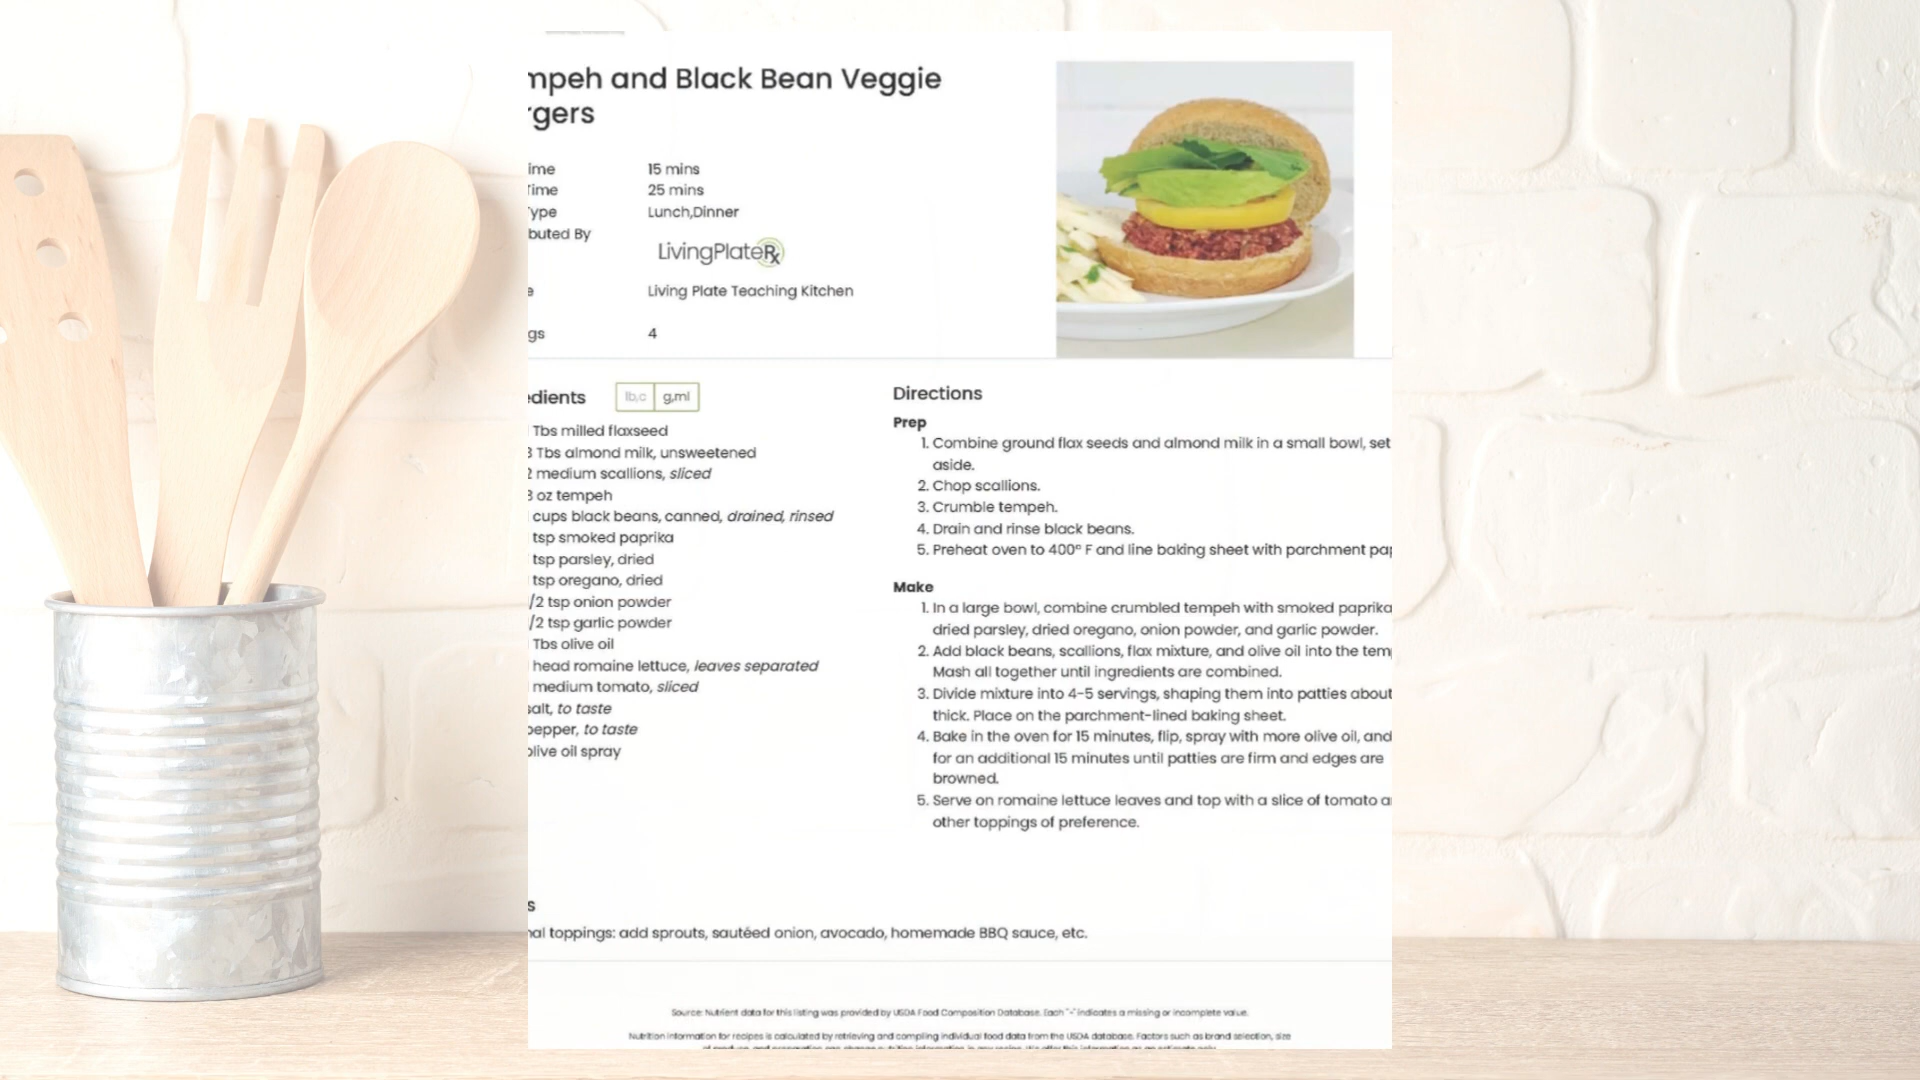 mpeh and Black Bean Veggie
rgers
ime 15 mins
Time 25 mins
Type Lunch,Dinner
buted By
LivingPlateRx
e Living Plate Teaching Kitchen
gs 4
edients lb,c g,ml
Tbs milled flaxseed
3 Tbs almond milk, unsweetened
2 medium scallions, sliced
8 oz tempeh
cups black beans, canned, drained, rinsed
tsp smoked paprika
tsp parsley, dried
tsp oregano, dried
/2 tsp onion powder
/2 tsp garlic powder
Tbs olive oil
head romaine lettuce, leaves separated
medium tomato, sliced
salt, to taste
pepper, to taste
olive oil spray
Directions
Prep
1. Combine ground flax seeds and almond milk in a small bowl, set
aside.
2. Chop scallions.
3. Crumble tempeh.
4. Drain and rinse black beans.
5. Preheat oven to 400° F and line baking sheet with parchment pap
Make
1. In a large bowl, combine crumbled tempeh with smoked paprika
dried parsley, dried oregano, onion powder, and garlic powder.
2. Add black beans, scallions, flax mixture, and olive oil into the tem
Mash all together until ingredients are combined.
3. Divide mixture into 4-5 servings, shaping them into patties about
thick. Place on the parchment-lined baking sheet.
4. Bake in the oven for 15 minutes, flip, spray with more olive oil, and
for an additional 15 minutes until patties are firm and edges are
browned.
5. Serve on romaine lettuce leaves and top with a slice of tomato a
other toppings of preference.
s
nal toppings: add sprouts, sautéed onion, avocado, homemade BBQ sauce, etc.
Source: Nutrient data for this listing was provided by USDA Food Composition Database. Each "-" indicates a missing or incomplete value.
Nutrition information for recipes is calculated by retrieving and compiling individual food data from the USDA database. Factors such as brand selection, size